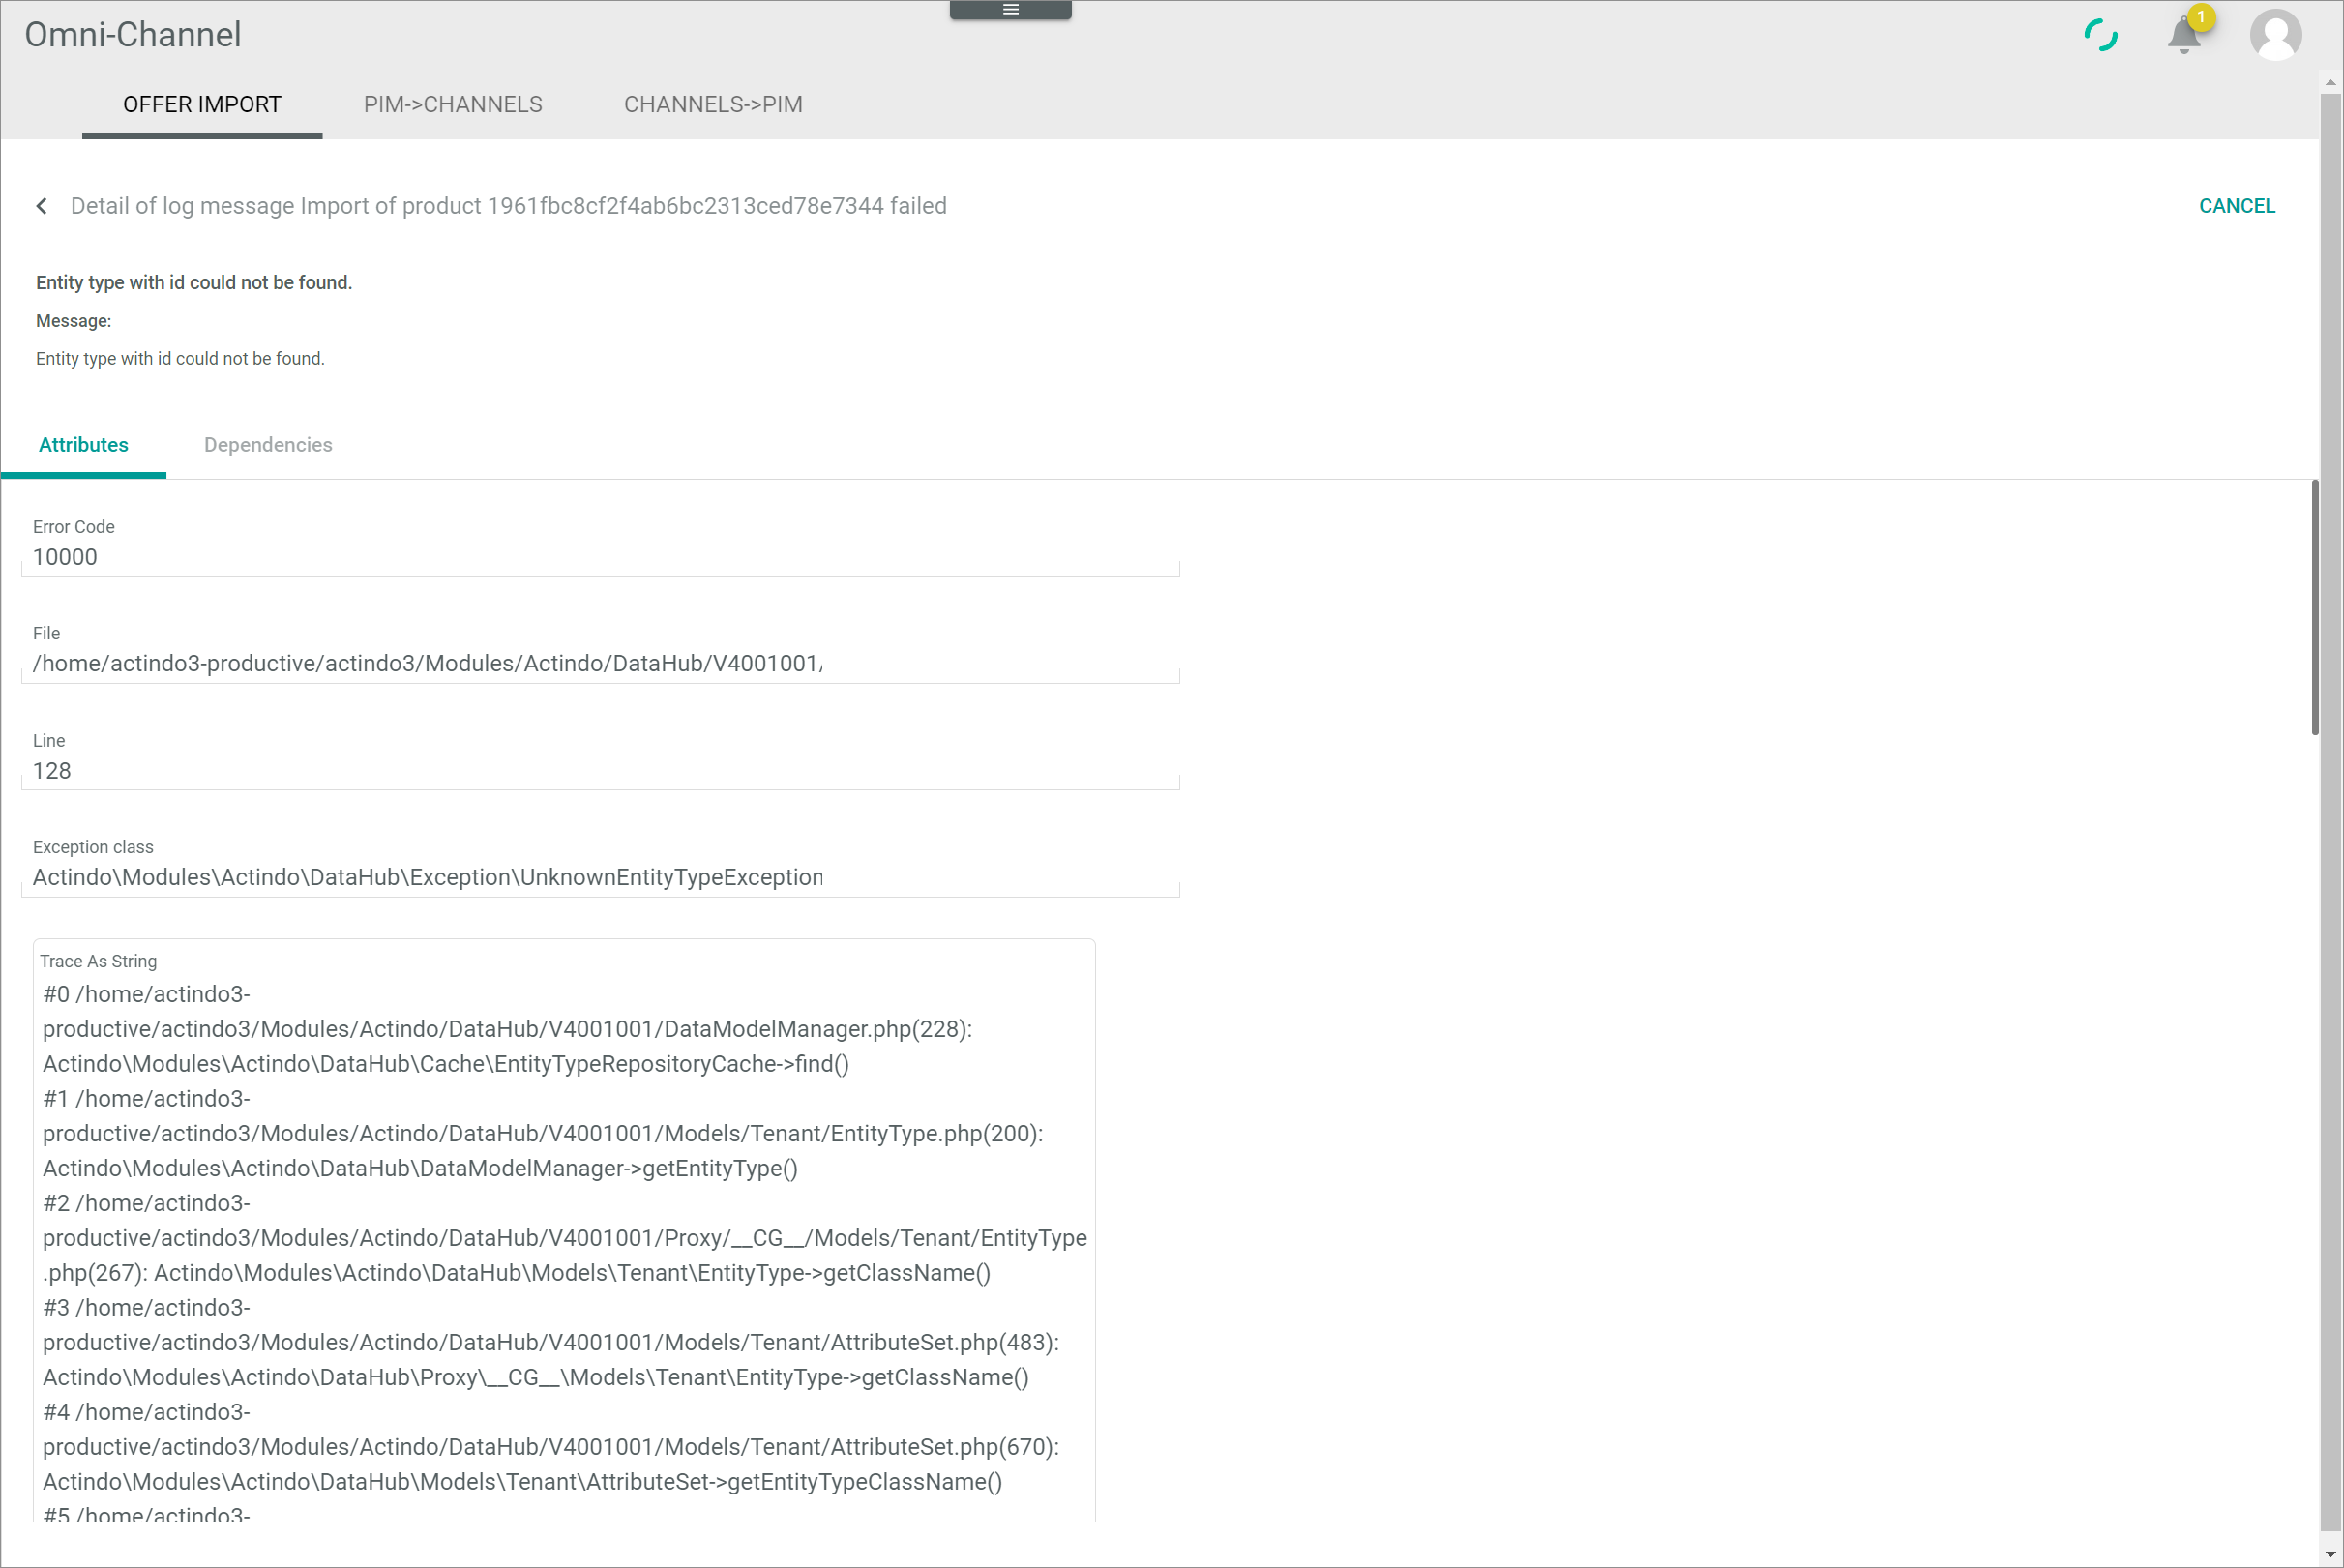 Omni-Channel
1
OFFER IMPORT PIM->CHANNELS CHANNELS->PIM
Detail of log message Import of product 1961fbc8cf2f4ab6bc2313ced78e7344 failed
CANCEL
Entity type with id could not be found.
Message:
Entity type with id could not be found.
Attributes Dependencies
Error Code
10000
File
/home/actindo3-productive/actindo3/Modules/Actindo/DataHub/V4001001/
Line
128
Exception class
Actindo\Modules\Actindo\DataHub\Exception\UnknownEntityTypeException
Trace As String
#0 /home/actindo3-
productive/actindo3/Modules/Actindo/DataHub/V4001001/DataModelManager.php(228):
Actindo\Modules\Actindo\DataHub\Cache\EntityTypeRepositoryCache->find()
#1 /home/actindo3-
productive/actindo3/Modules/Actindo/DataHub/V4001001/Models/Tenant/EntityType.php(200):
Actindo\Modules\Actindo\DataHub\DataModelManager->getEntityType()
#2 /home/actindo3-
productive/actindo3/Modules/Actindo/DataHub/V4001001/Proxy/__CG__/Models/Tenant/EntityType
.php(267): Actindo\Modules\Actindo\DataHub\Models\Tenant\EntityType->getClassName()
#3 /home/actindo3-
productive/actindo3/Modules/Actindo/DataHub/V4001001/Models/Tenant/AttributeSet.php(483):
Actindo\Modules\Actindo\DataHub\Proxy\__CG__\Models\Tenant\EntityType->getClassName()
#4 /home/actindo3-
productive/actindo3/Modules/Actindo/DataHub/V4001001/Models/Tenant/AttributeSet.php(670):
Actindo\Modules\Actindo\DataHub\Models\Tenant\AttributeSet->getEntityTypeClassName()
#5 /home/actindo3-